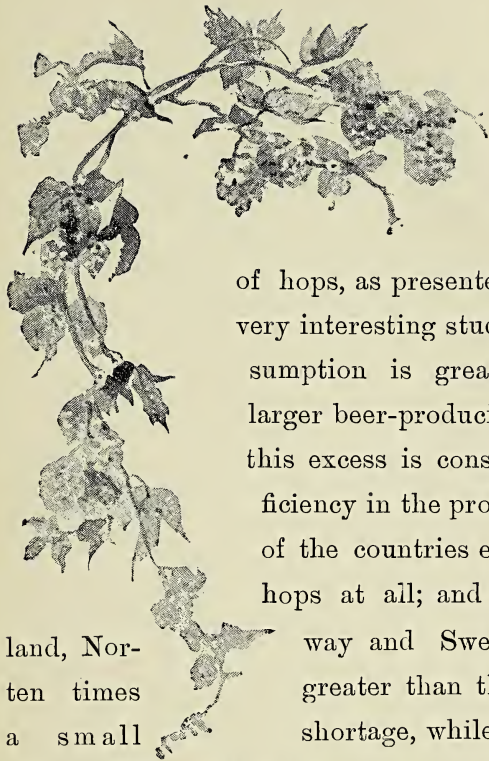 of hops, as presente
very interesting stud
sumption is grea
larger beer-produci
this excess is cons
ficiency in the pro
of the countries e
hops at all; and
land, Nor- way and Swe
ten times greater than th
a small shortage, while